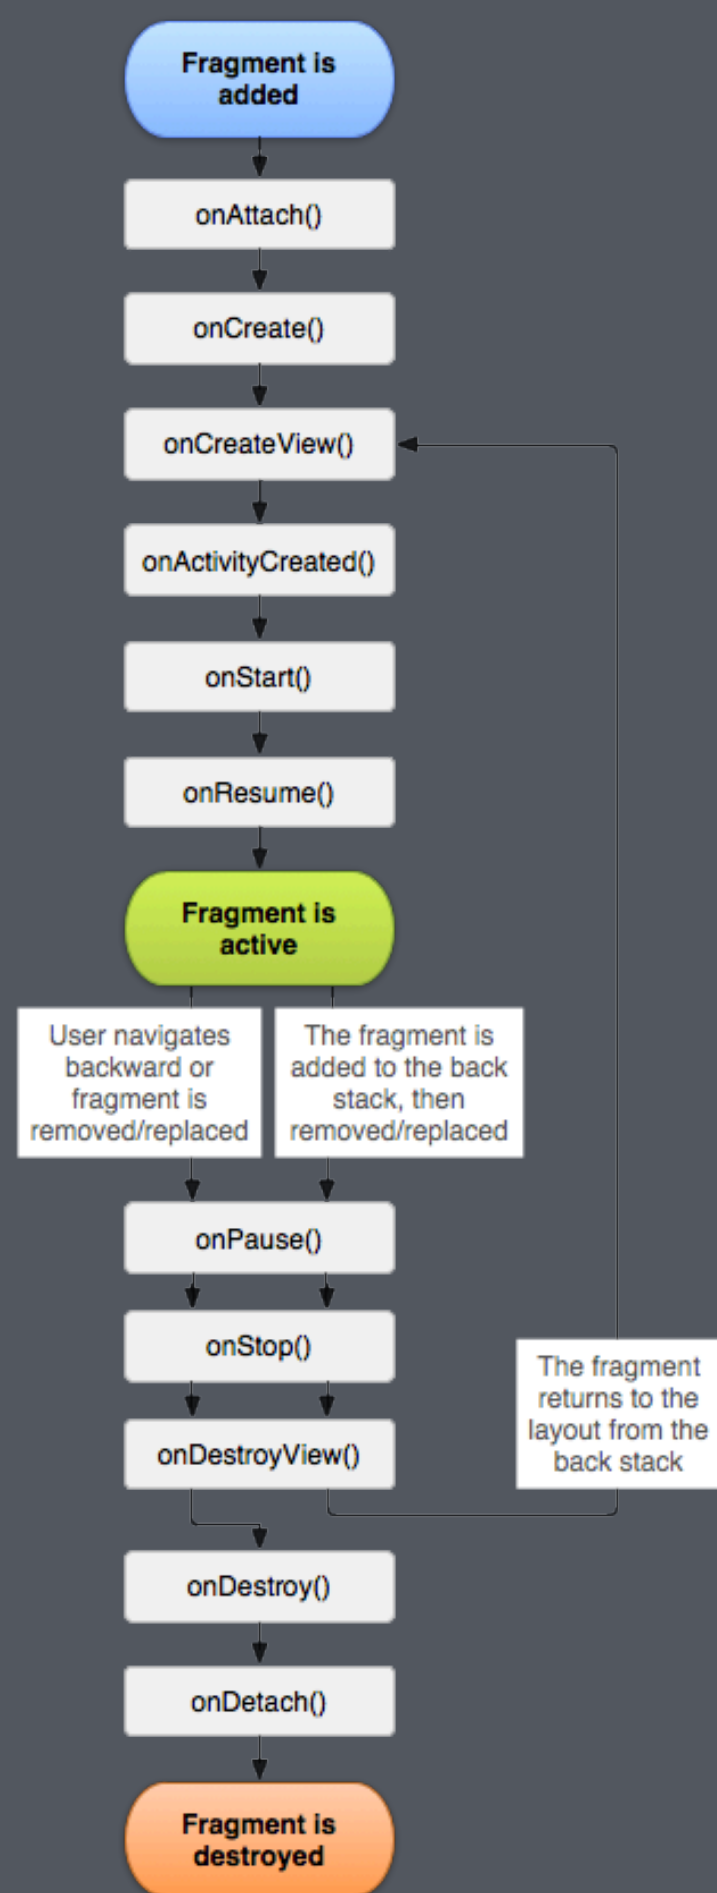 Fragment is
added
onAttach()
onCreate()
onCreateView()
onActivityCreated()
onStart()
onResume()
Fragment is
active
User navigates
backward or
fragment is
removed/replaced
The fragment is
added to the back
stack, then
removed/replaced
onPause()
onStop()
onDestroyView()
The fragment
returns to the
layout from the
back stack
onDestroy()
onDetach()
Fragment is
destroyed